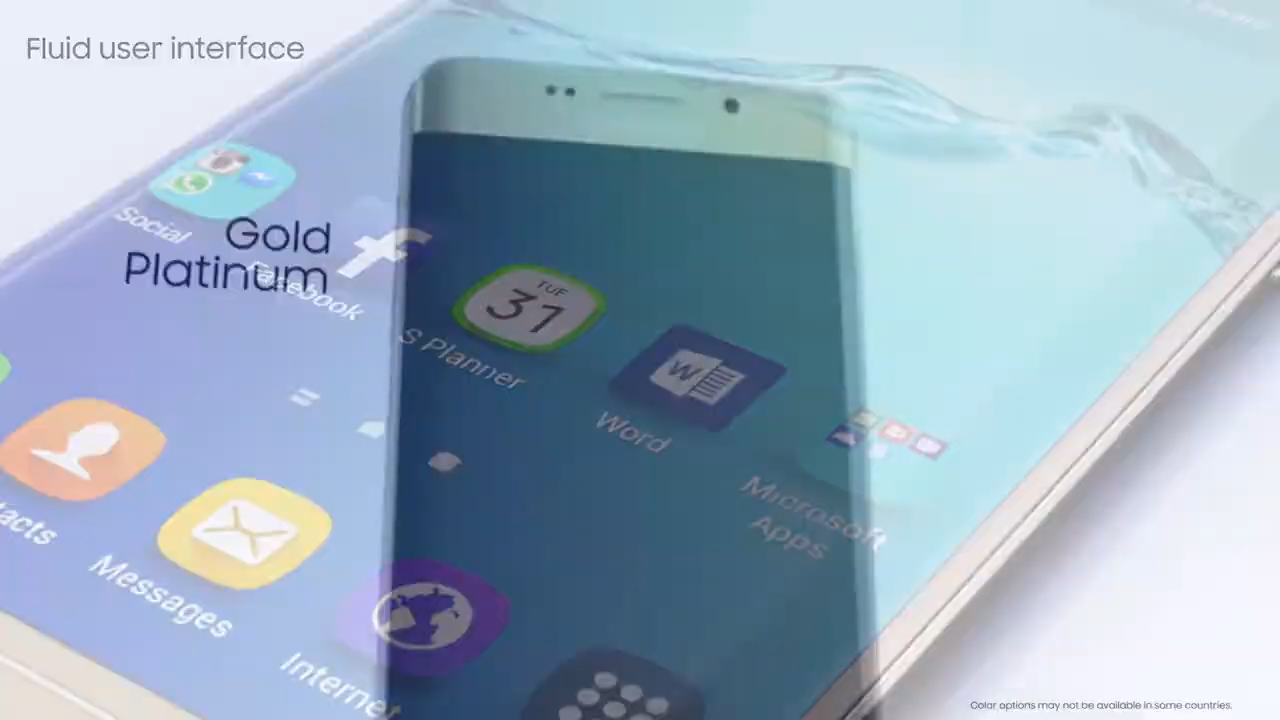 Fluid user interface
Social
Gold
Platinum
Facebook
TUE
31
S Planner
W
Word
Microsoft
Apps
acts
Messages
Internet
Color options may not be available in some countries.